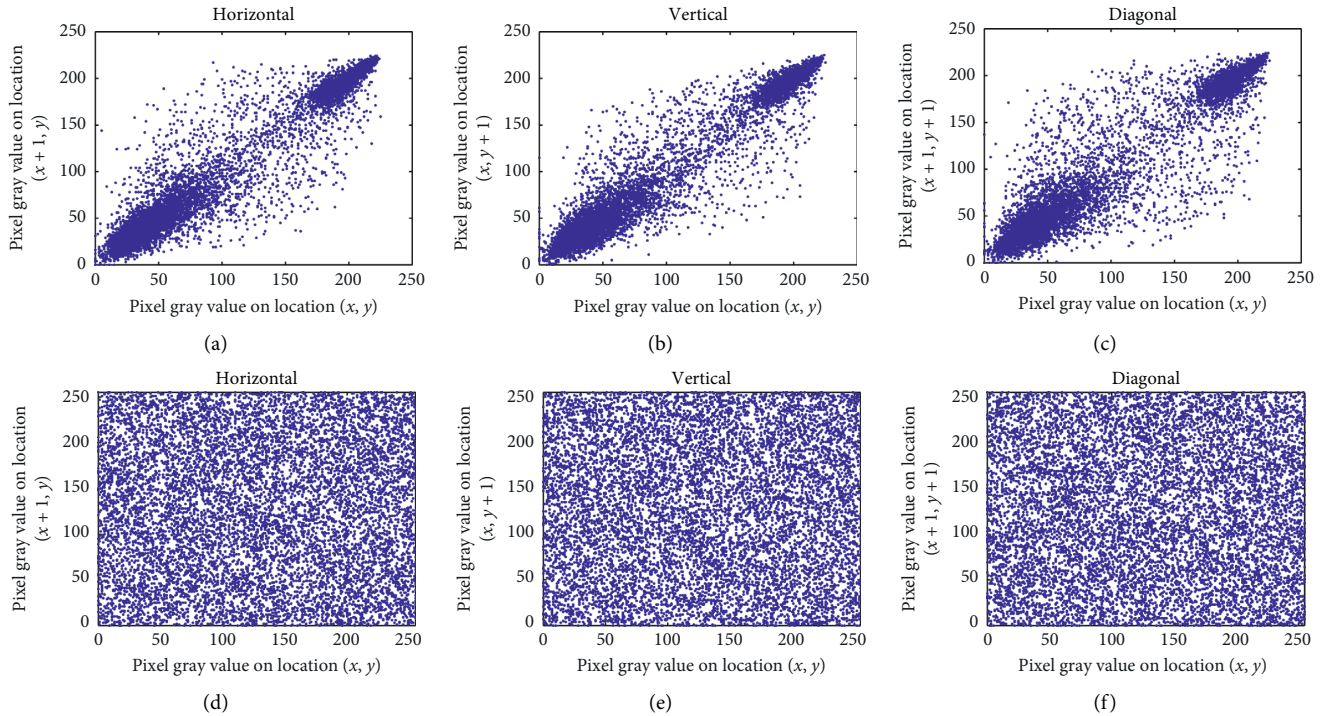 Horizontal
250
200
150
100
50
0
0 50 100 150 200 250
Pixel gray value on location
(x + 1, y)
Pixel gray value on location (x, y)
(a)
Vertical
250
200
150
100
50
0
0 50 100 150 200 250
Pixel gray value on location
(x, y + 1)
Pixel gray value on location (x, y)
(b)
Diagonal
250
200
150
100
50
0
0 50 100 150 200 250
Pixel gray value on location
(x + 1, y + 1)
Pixel gray value on location (x, y)
(c)
Horizontal
250
200
150
100
50
0
0 50 100 150 200 250
Pixel gray value on location
(x + 1, y)
Pixel gray value on location (x, y)
(d)
Vertical
250
200
150
100
50
0
0 50 100 150 200 250
Pixel gray value on location
(x, y + 1)
Pixel gray value on location (x, y)
(e)
Diagonal
250
200
150
100
50
0
0 50 100 150 200 250
Pixel gray value on location
(x + 1, y + 1)
Pixel gray value on location (x, y)
(f)